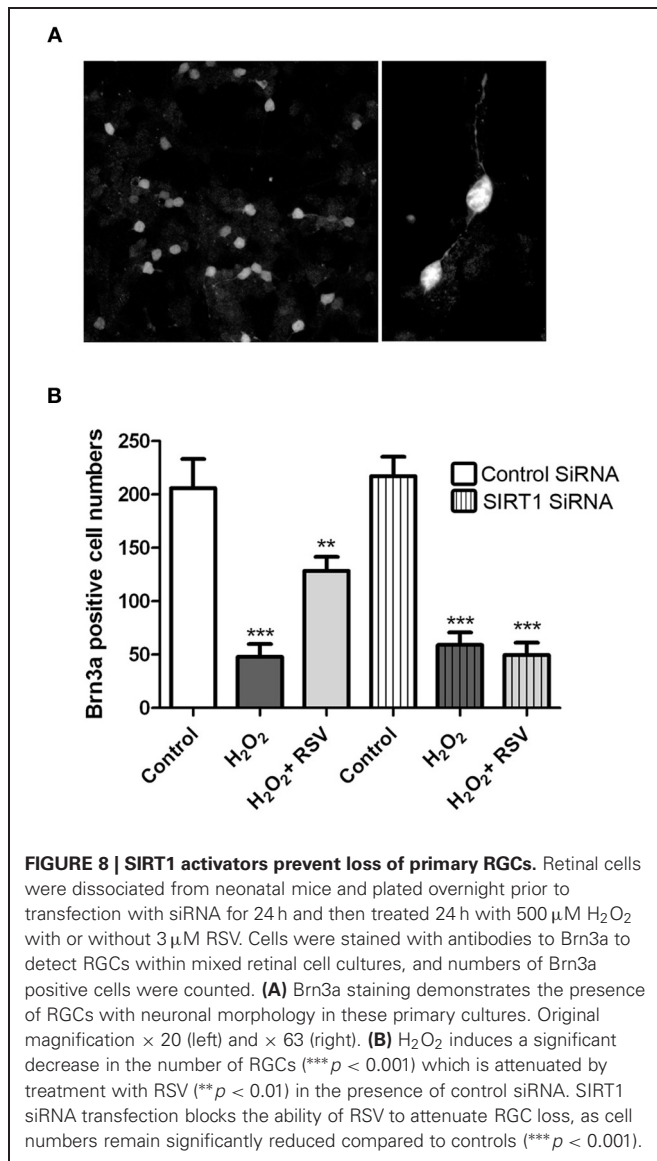 A
B
Brn3a positive cell numbers
250
200
150
100
50
0
***
**
***
***
Control SiRNA
SIRT1 SiRNA
Control
H₂O₂
H₂O₂+ RSV
Control
H₂O₂
H₂O₂+ RSV
FIGURE 8 | SIRT1 activators prevent loss of primary RGCs. Retinal cells
were dissociated from neonatal mice and plated overnight prior to
transfection with siRNA for 24 h and then treated 24 h with 500 μM H₂O₂
with or without 3 μM RSV. Cells were stained with antibodies to Brn3a to
detect RGCs within mixed retinal cell cultures, and numbers of Brn3a
positive cells were counted. (A) Brn3a staining demonstrates the presence
of RGCs with neuronal morphology in these primary cultures. Original
magnification × 20 (left) and × 63 (right). (B) H₂O₂ induces a significant
decrease in the number of RGCs (***p < 0.001) which is attenuated by
treatment with RSV (**p < 0.01) in the presence of control siRNA. SIRT1
siRNA transfection blocks the ability of RSV to attenuate RGC loss, as cell
numbers remain significantly reduced compared to controls (***p < 0.001).